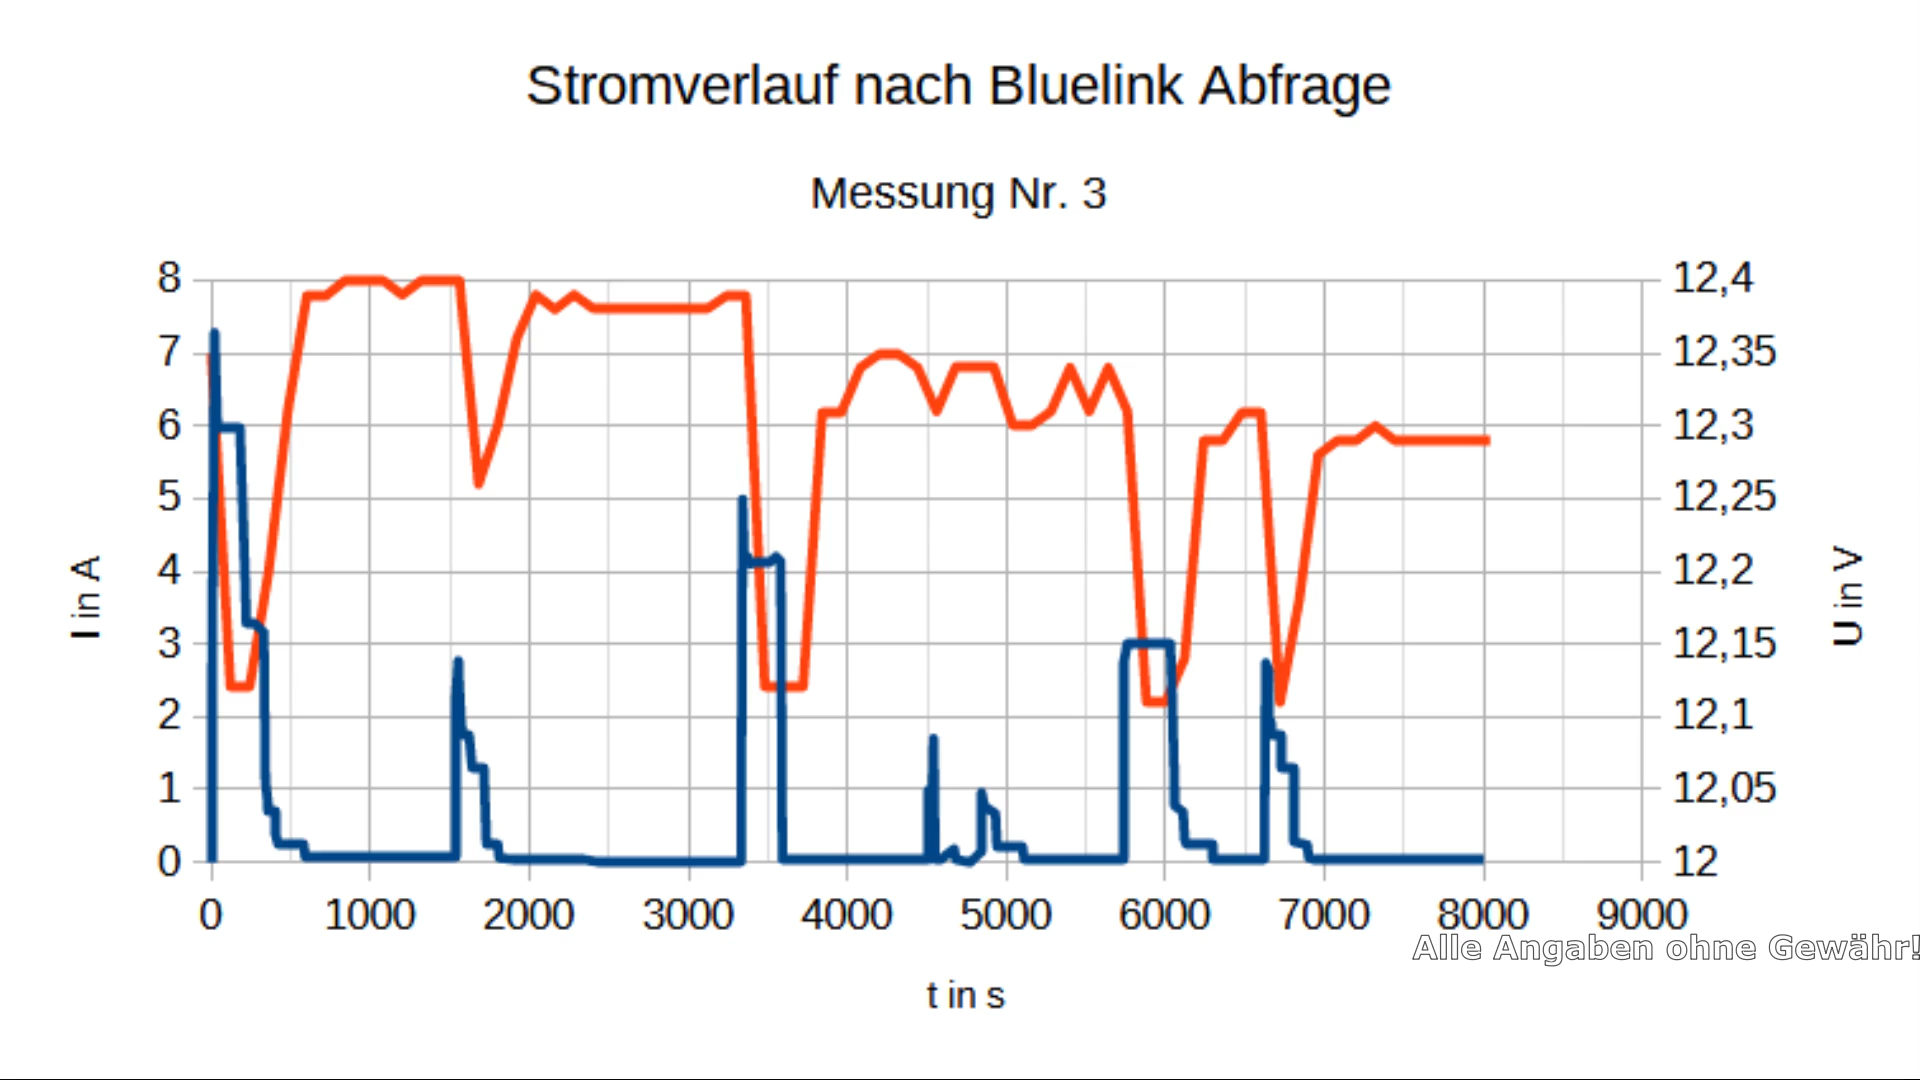 Stromverlauf nach Bluelink Abfrage
Messung Nr. 3
8
7
6
5
4
3
2
1
0
I in A
12,4
12,35
12,3
12,25
12,2
12,15
12,1
12,05
12
U in V
0 1000 2000 3000 4000 5000 6000 7000 8000 9000
Alle Angaben ohne Gewähr!
t in s